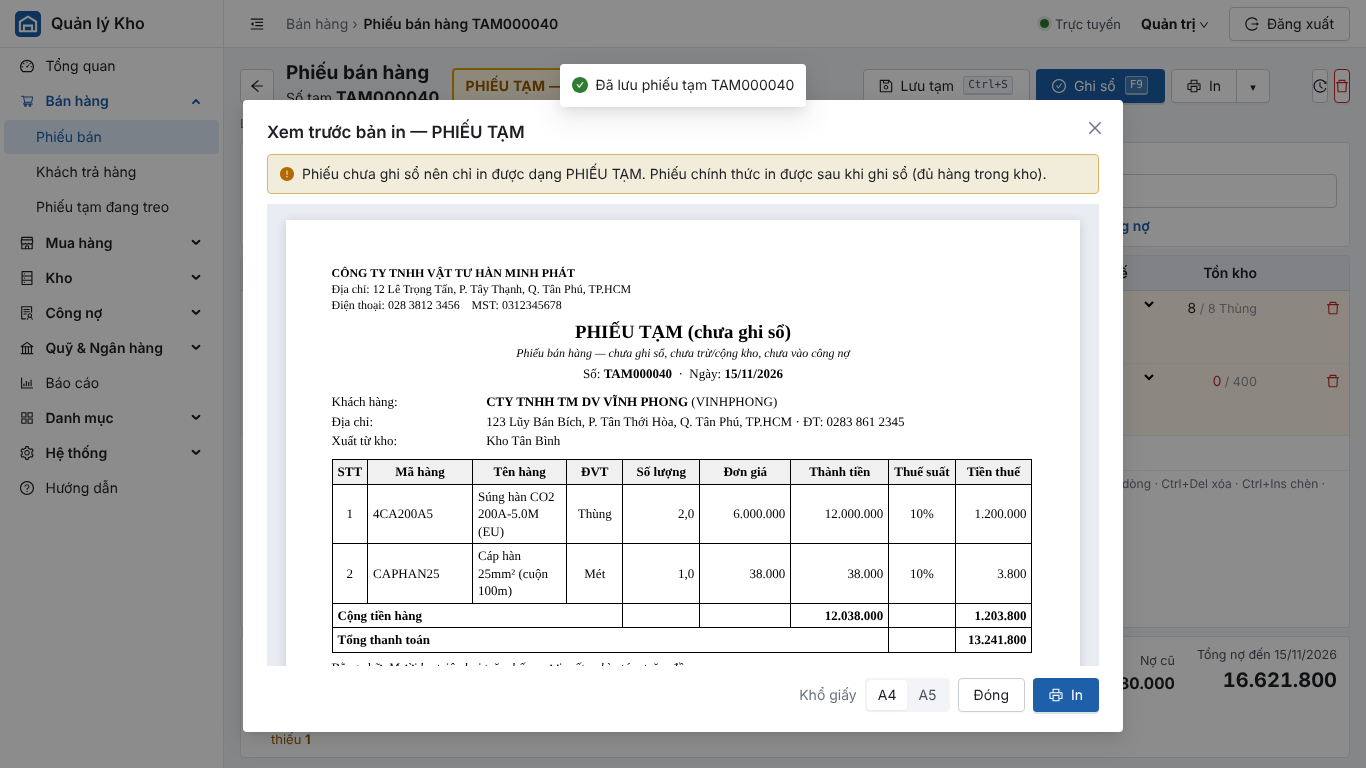 Quản lý Kho
Bán hàng › Phiếu bán hàng TAM000040
Trực tuyến
Quản trị
Đăng xuất
Tổng quan
Bán hàng
Phiếu bán
Khách trả hàng
Phiếu tạm đang treo
Mua hàng
Kho
Công nợ
Quỹ & Ngân hàng
Báo cáo
Danh mục
Hệ thống
Hướng dẫn
Phiếu bán hàng
Số tạm TAM000040
PHIẾU TẠM —
Đã lưu phiếu tạm TAM000040
Lưu tạm Ctrl+S
Ghi sổ F9
In
Xem trước bản in — PHIẾU TẠM
Phiếu chưa ghi sổ nên chỉ in được dạng PHIẾU TẠM. Phiếu chính thức in được sau khi ghi sổ (đủ hàng trong kho).
CÔNG TY TNHH VẬT TƯ HÀN MINH PHÁT
Địa chỉ: 12 Lê Trọng Tấn, P. Tây Thạnh, Q. Tân Phú, TP.HCM
Điện thoại: 028 3812 3456 MST: 0312345678
PHIẾU TẠM (chưa ghi sổ)
Phiếu bán hàng — chưa ghi sổ, chưa trừ/cộng kho, chưa vào công nợ
Số: TAM000040 · Ngày: 15/11/2026
Khách hàng: CTY TNHH TM DV VĨNH PHONG (VINHPHONG)
Địa chỉ: 123 Lũy Bán Bích, P. Tân Thới Hòa, Q. Tân Phú, TP.HCM · ĐT: 0283 861 2345
Xuất từ kho: Kho Tân Bình
STT Mã hàng Tên hàng ĐVT Số lượng Đơn giá Thành tiền Thuế suất Tiền thuế
1 4CA200A5 Súng hàn CO2 200A-5.0M (EU) Thùng 2,0 6.000.000 12.000.000 10% 1.200.000
2 CAPHAN25 Cáp hàn 25mm² (cuộn 100m) Mét 1,0 38.000 38.000 10% 3.800
Cộng tiền hàng 12.038.000 1.203.800
Tổng thanh toán 13.241.800
Khổ giấy A4 A5 Đóng In
g nợ
Tồn kho
8 / 8 Thùng
0 / 400
dòng · Ctrl+Del xóa · Ctrl+Ins chèn ·
Nợ cũ
80.000
Tổng nợ đến 15/11/2026
16.621.800
thiếu 1